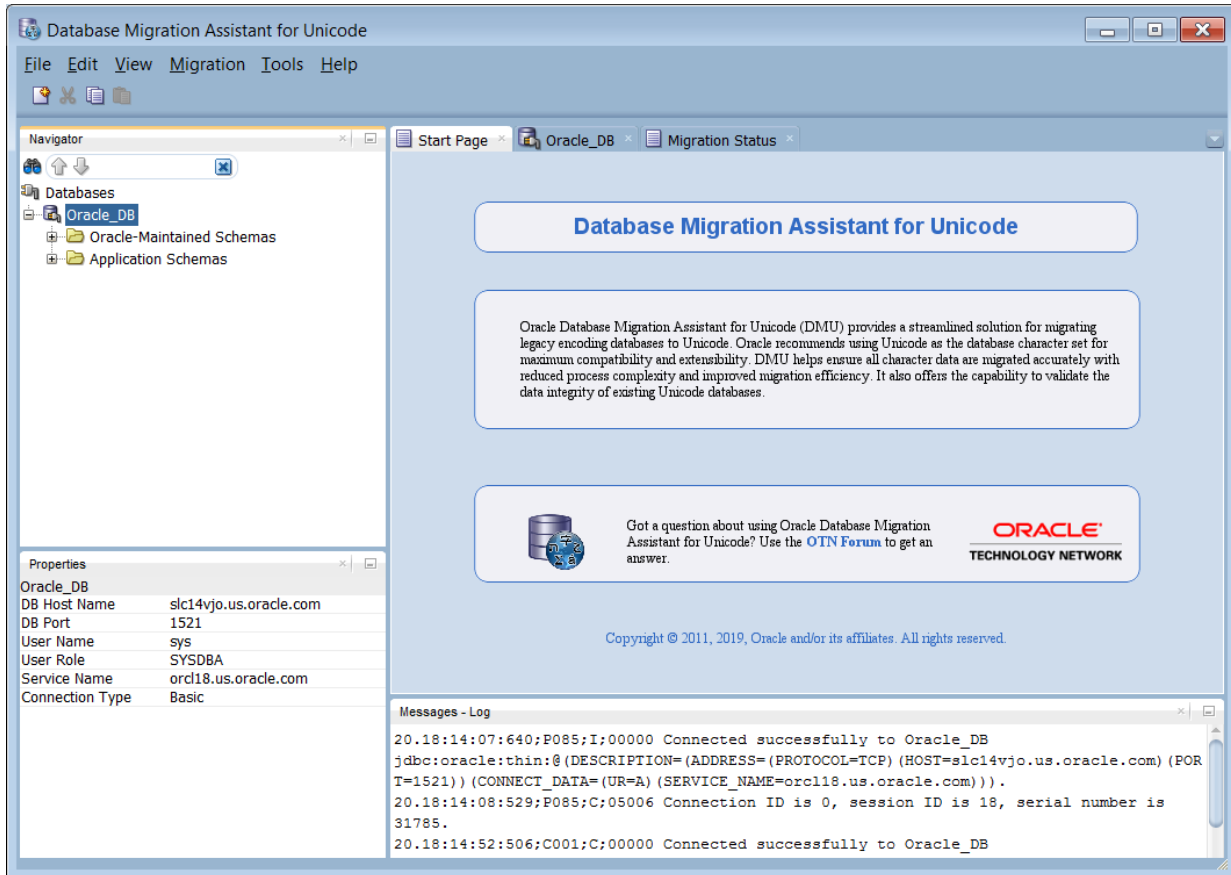 Database Migration Assistant for Unicode
File Edit View Migration Tools Help
Navigator
Databases
Oracle_DB
Oracle-Maintained Schemas
Application Schemas
Properties
Oracle_DB
DB Host Name slc14vjo.us.oracle.com
DB Port 1521
User Name sys
User Role SYSDBA
Service Name orcl18.us.oracle.com
Connection Type Basic
Start Page Oracle_DB Migration Status
Database Migration Assistant for Unicode
Oracle Database Migration Assistant for Unicode (DMU) provides a streamlined solution for migrating
legacy encoding databases to Unicode. Oracle recommends using Unicode as the database character set for
maximum compatibility and extensibility. DMU helps ensure all character data are migrated accurately with
reduced process complexity and improved migration efficiency. It also offers the capability to validate the
data integrity of existing Unicode databases.
Got a question about using Oracle Database Migration
Assistant for Unicode? Use the OTN Forum to get an
answer.
ORACLE
TECHNOLOGY NETWORK
Copyright © 2011, 2019, Oracle and/or its affiliates. All rights reserved.
Messages - Log
20.18:14:07:640;P085;I;00000 Connected successfully to Oracle_DB
jdbc:oracle:thin:@(DESCRIPTION=(ADDRESS=(PROTOCOL=TCP)(HOST=slc14vjo.us.oracle.com)(POR
T=1521))(CONNECT_DATA=(UR=A)(SERVICE_NAME=orcl18.us.oracle.com))).
20.18:14:08:529;P085;C;05006 Connection ID is 0, session ID is 18, serial number is
31785.
20.18:14:52:506;C001;C;00000 Connected successfully to Oracle_DB